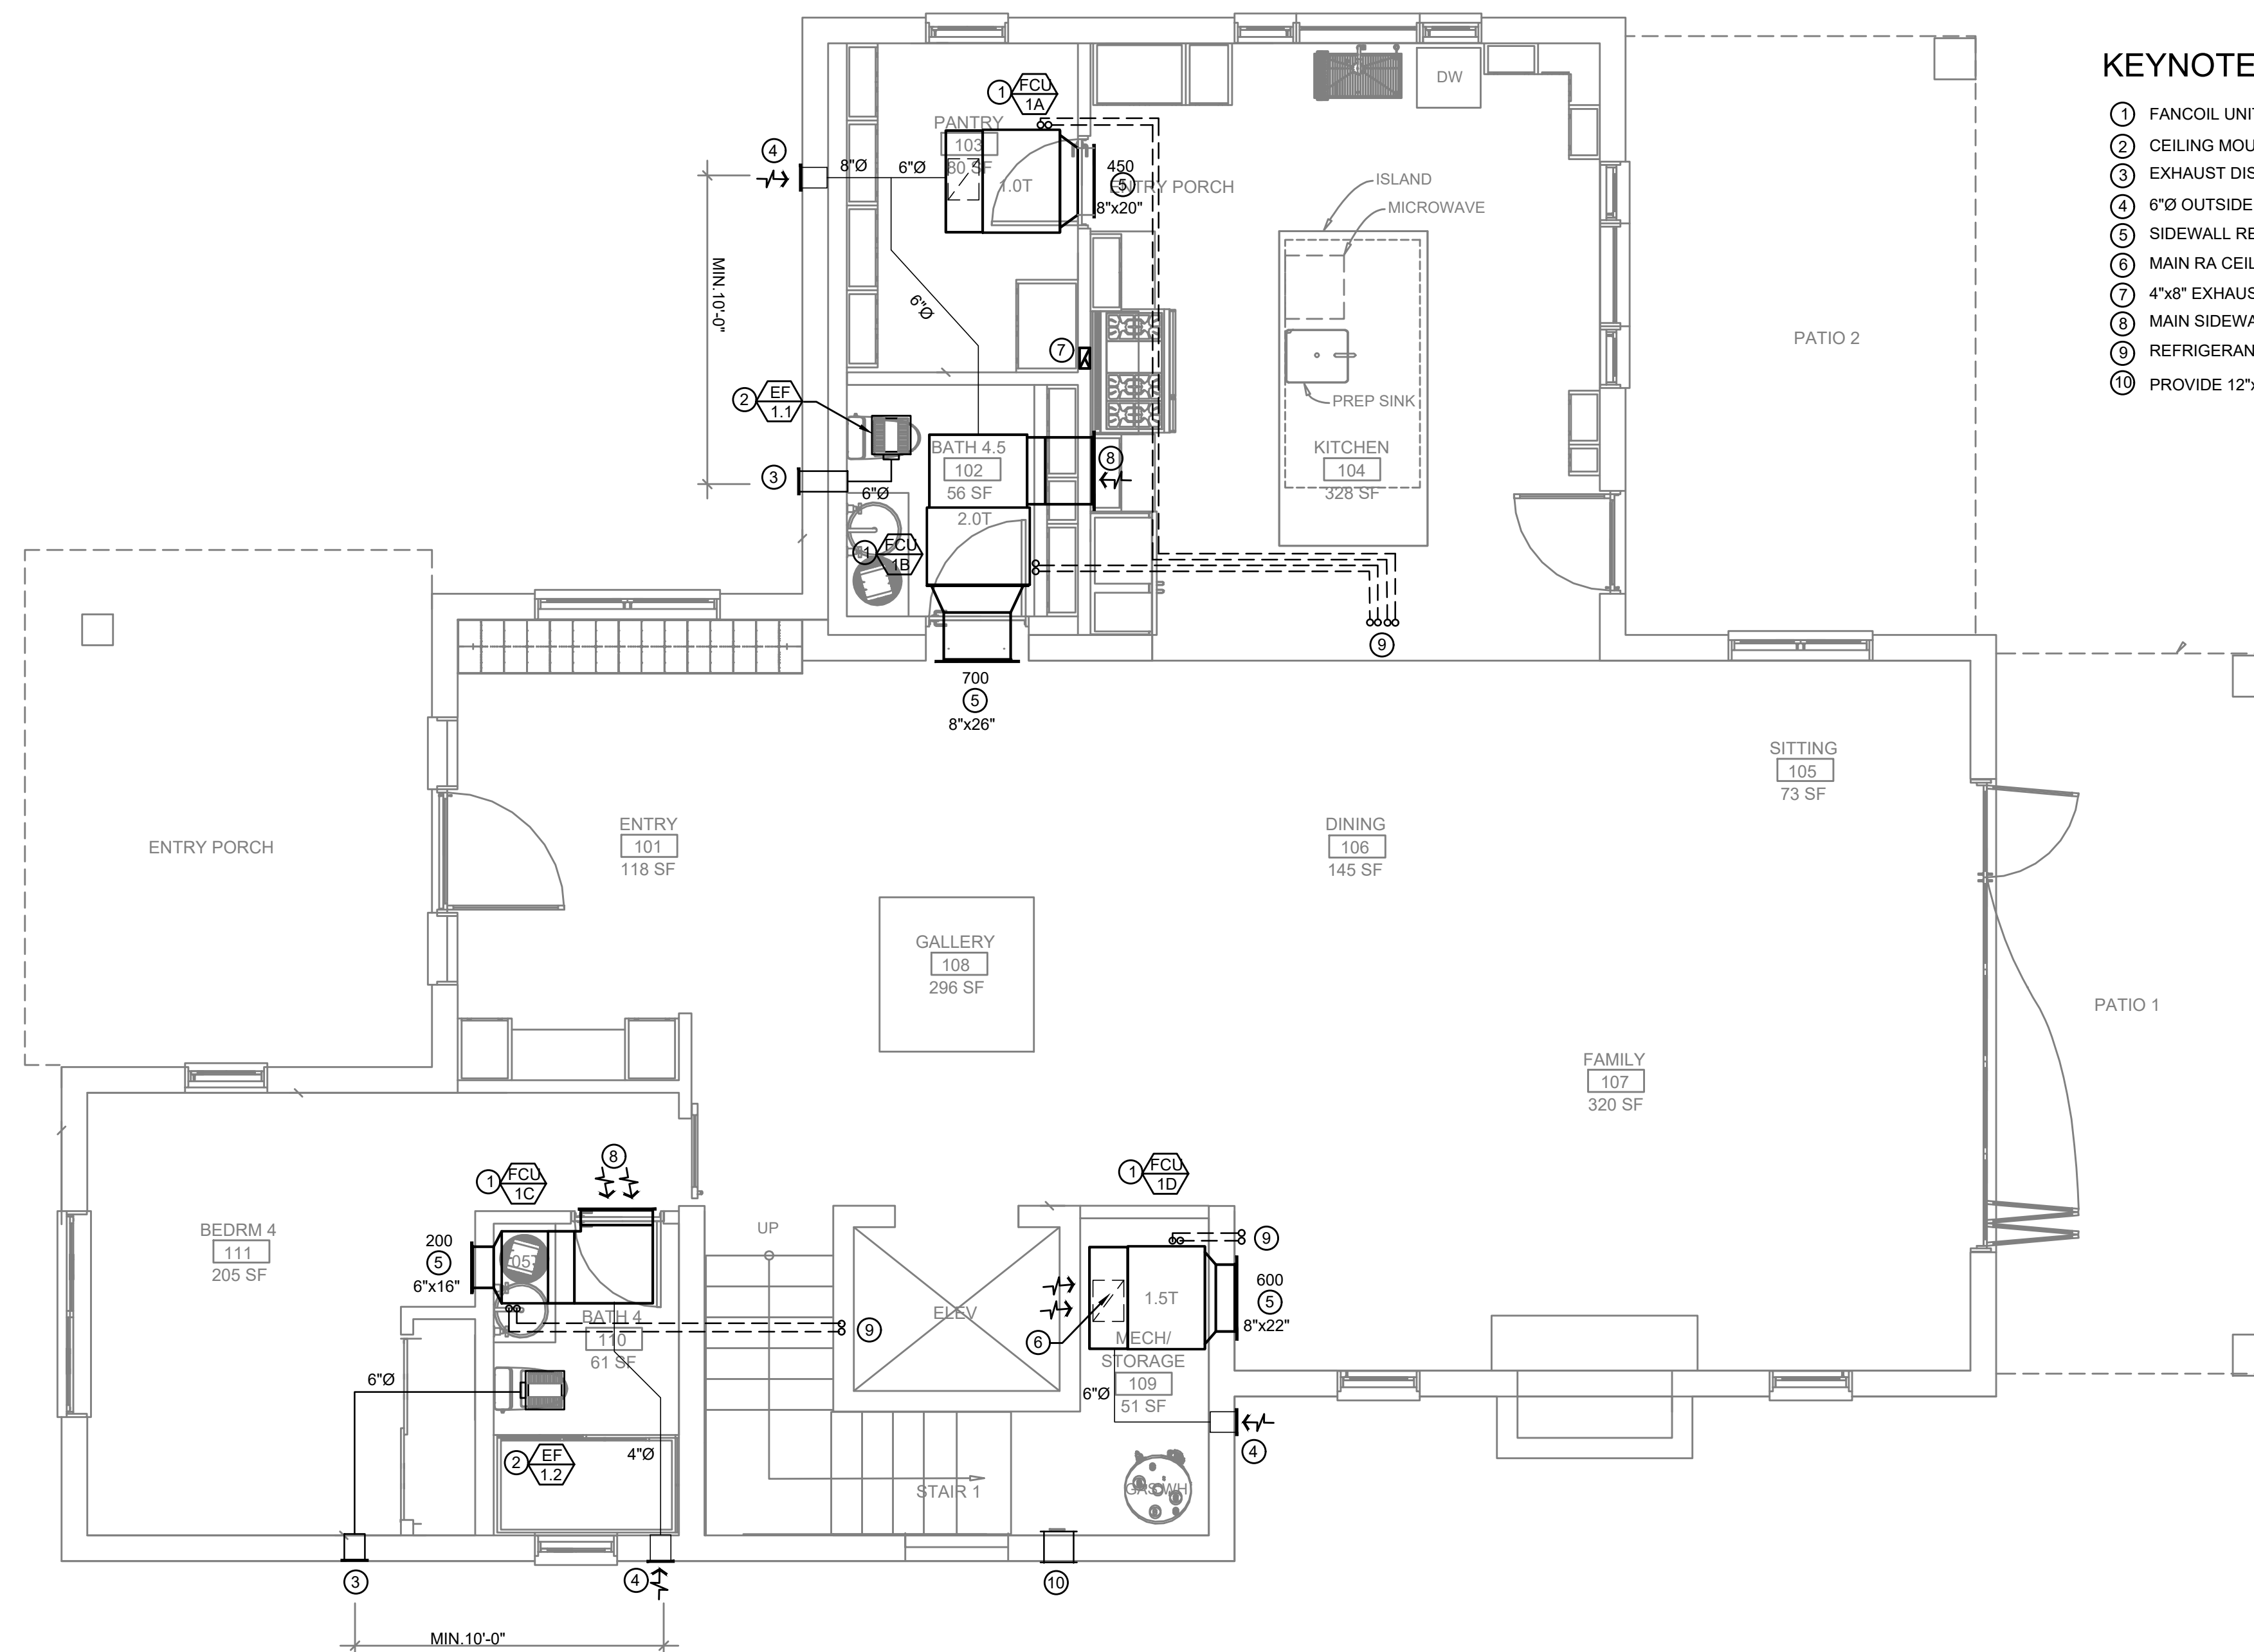 KEYNOTE
1 FANCOIL UNI
2 CEILING MOU
3 EXHAUST DIS
4 6"Ø OUTSIDE
5 SIDEWALL RE
6 MAIN RA CEIL
7 4"x8" EXHAUS
8 MAIN SIDEWA
9 REFRIGERAN
10 PROVIDE 12"x
DW
1
FCU
1A
PANTRY
103
80 SF
1.0T
4
8"Ø
6"Ø
450
5
8"x20"
ENTRY PORCH
ISLAND
MICROWAVE
MIN.10'-0"
6"Ø
7
PATIO 2
PREP SINK
2
EF
1.1
BATH 4.5
102
56 SF
8
KITCHEN
104
328 SF
3
6"Ø
2.0T
1
FCU
1B
9
700
5
8"x26"
SITTING
105
73 SF
ENTRY PORCH
ENTRY
101
118 SF
DINING
106
145 SF
GALLERY
108
296 SF
PATIO 1
FAMILY
107
320 SF
8
1
FCU
1C
1
FCU
1D
BEDRM 4
111
205 SF
UP
200
5
6"x16"
9
600
5
8"x22"
1.5T
ELEV
BATH 4
110
61 SF
9
6
MECH/
STORAGE
109
51 SF
6"Ø
6"Ø
4
2
EF
1.2
4"Ø
STAIR 1
GAS WH
3
4
10
MIN.10'-0"